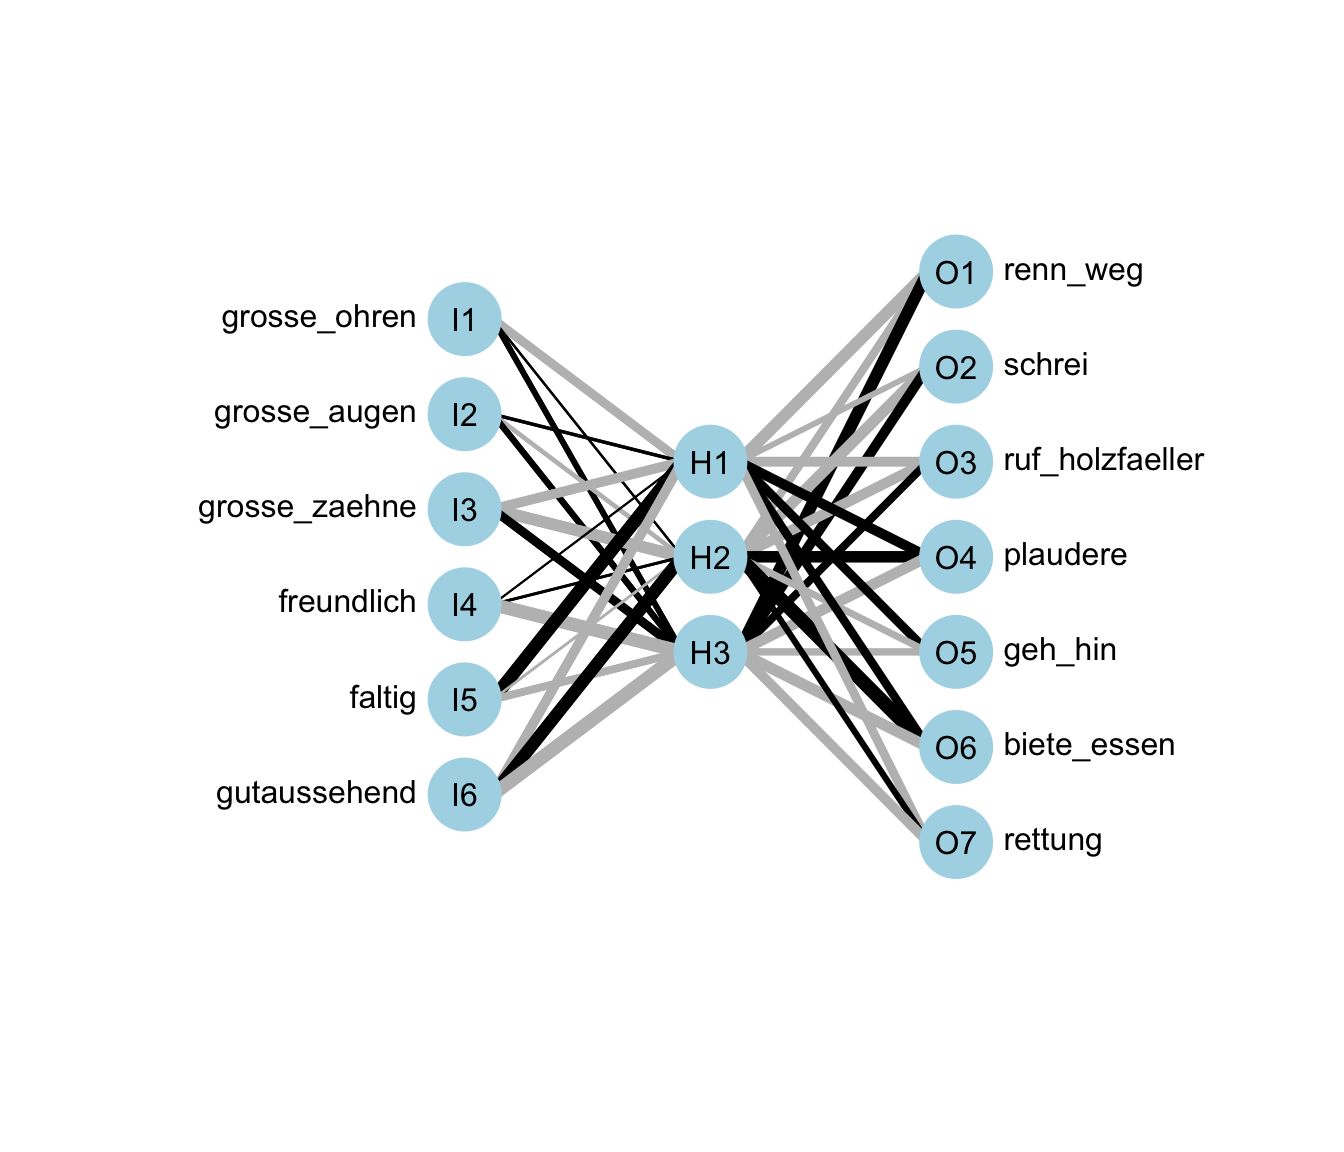 grosse_ohren I1
grosse_augen I2
grosse_zaehne I3
freundlich I4
faltig I5
gutaussehend I6
H1
H2
H3
O1 renn_weg
O2 schrei
O3 ruf_holzfaeller
O4 plaudere
O5 geh_hin
O6 biete_essen
O7 rettung